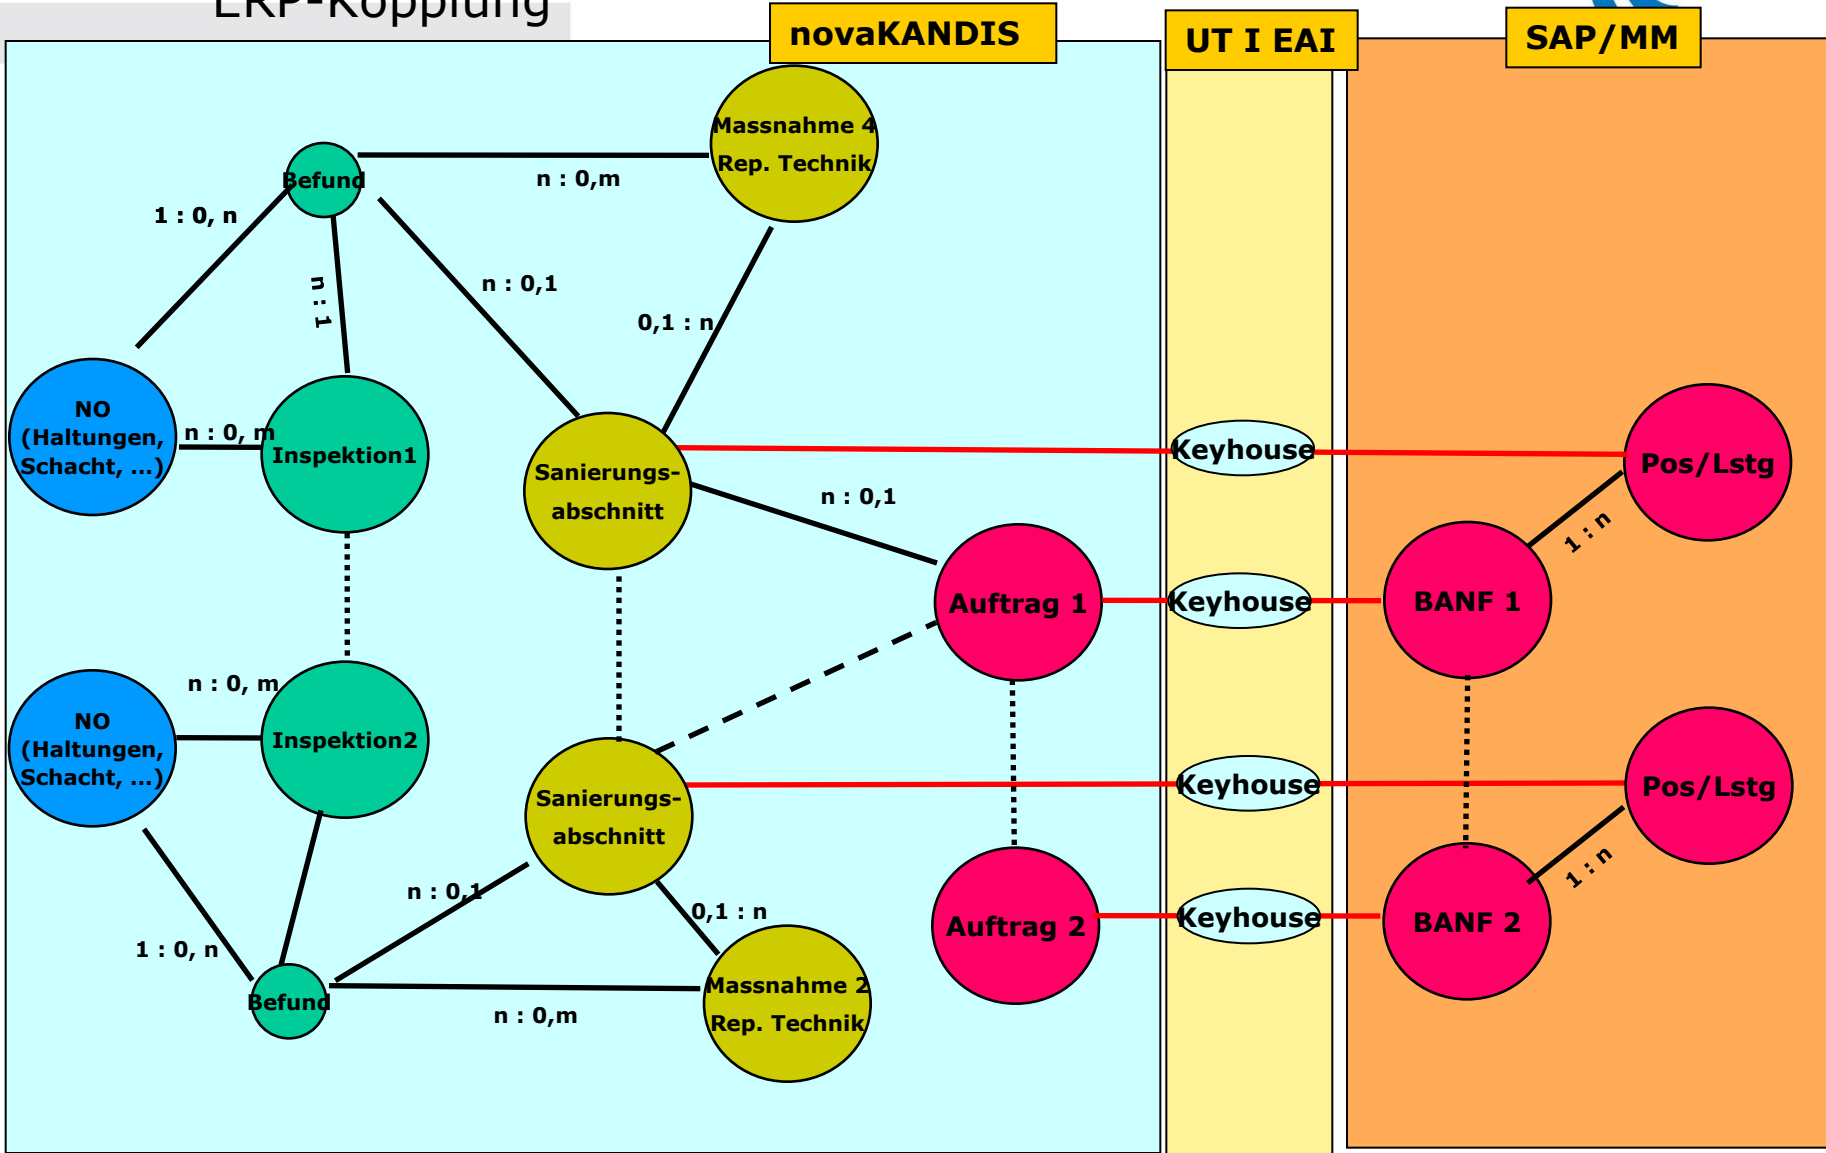 ERP-Kopplung
novaKANDIS
UT I EAI
SAP/MM
Massnahme 4
Rep. Technik
Befund
n : 0,m
1 : 0, n
n : 1
n : 0,1
0,1 : n
NO
(Haltungen,
Schacht, ...)
n : 0, m
Inspektion1
Sanierungs-
abschnitt
Keyhouse
Pos/Lstg
n : 0,1
1 : n
Auftrag 1
Keyhouse
BANF 1
n : 0, m
NO
(Haltungen,
Schacht, ...)
Inspektion2
Sanierungs-
abschnitt
Keyhouse
Pos/Lstg
1 : n
n : 0,1
0,1 : n
Auftrag 2
Keyhouse
BANF 2
1 : 0, n
Befund
n : 0,m
Massnahme 2
Rep. Technik